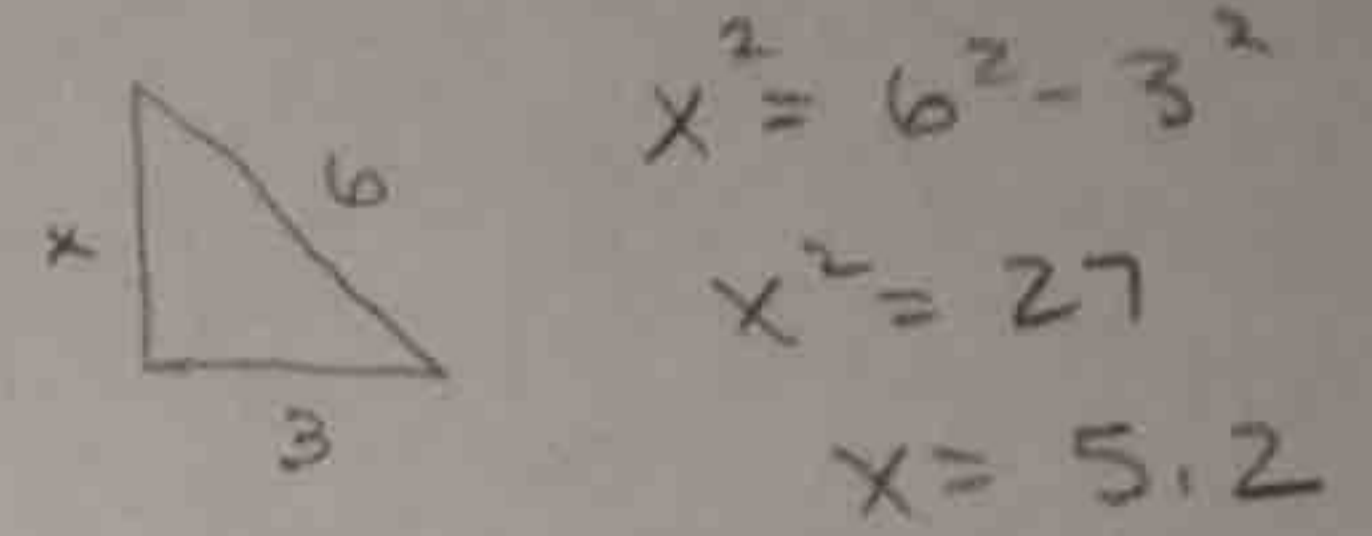 x
6
3
x² = 6² - 3²
x² = 27
x = 5.2